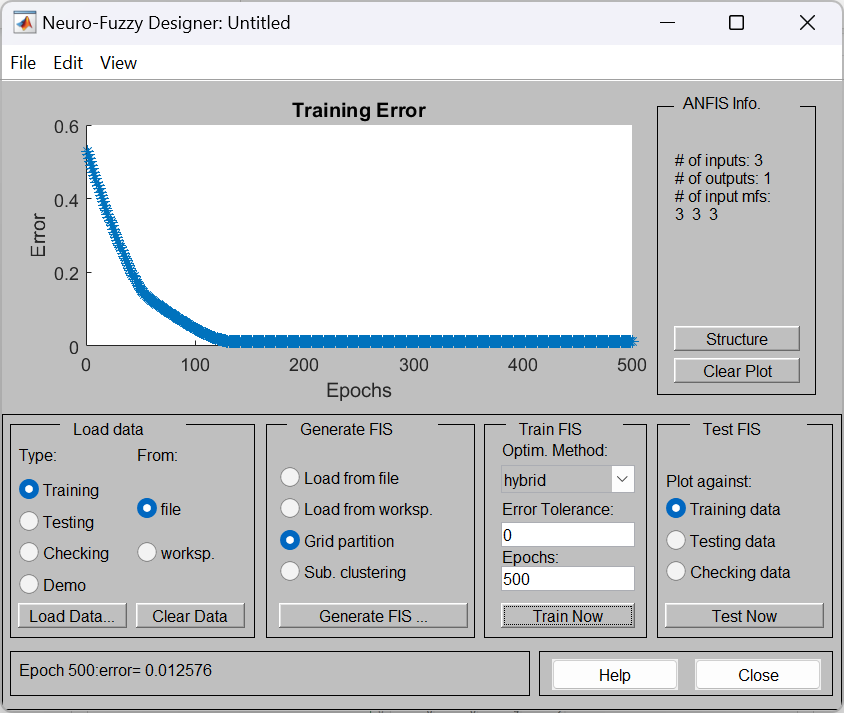 Neuro-Fuzzy Designer: Untitled
File Edit View
Training Error
0.6
0.4
0.2
0
Error
0 100 200 300 400 500
Epochs
ANFIS Info.
# of inputs: 3
# of outputs: 1
# of input mfs:
3 3 3
Structure
Clear Plot
Load data
Type: From:
Training
file
Testing
Checking
worksp.
Demo
Load Data... Clear Data
Generate FIS
Load from file
Load from worksp.
Grid partition
Sub. clustering
Generate FIS ...
Train FIS
Optim. Method:
hybrid
Error Tolerance:
0
Epochs:
500
Train Now
Test FIS
Plot against:
Training data
Testing data
Checking data
Test Now
Epoch 500:error= 0.012576
Help Close